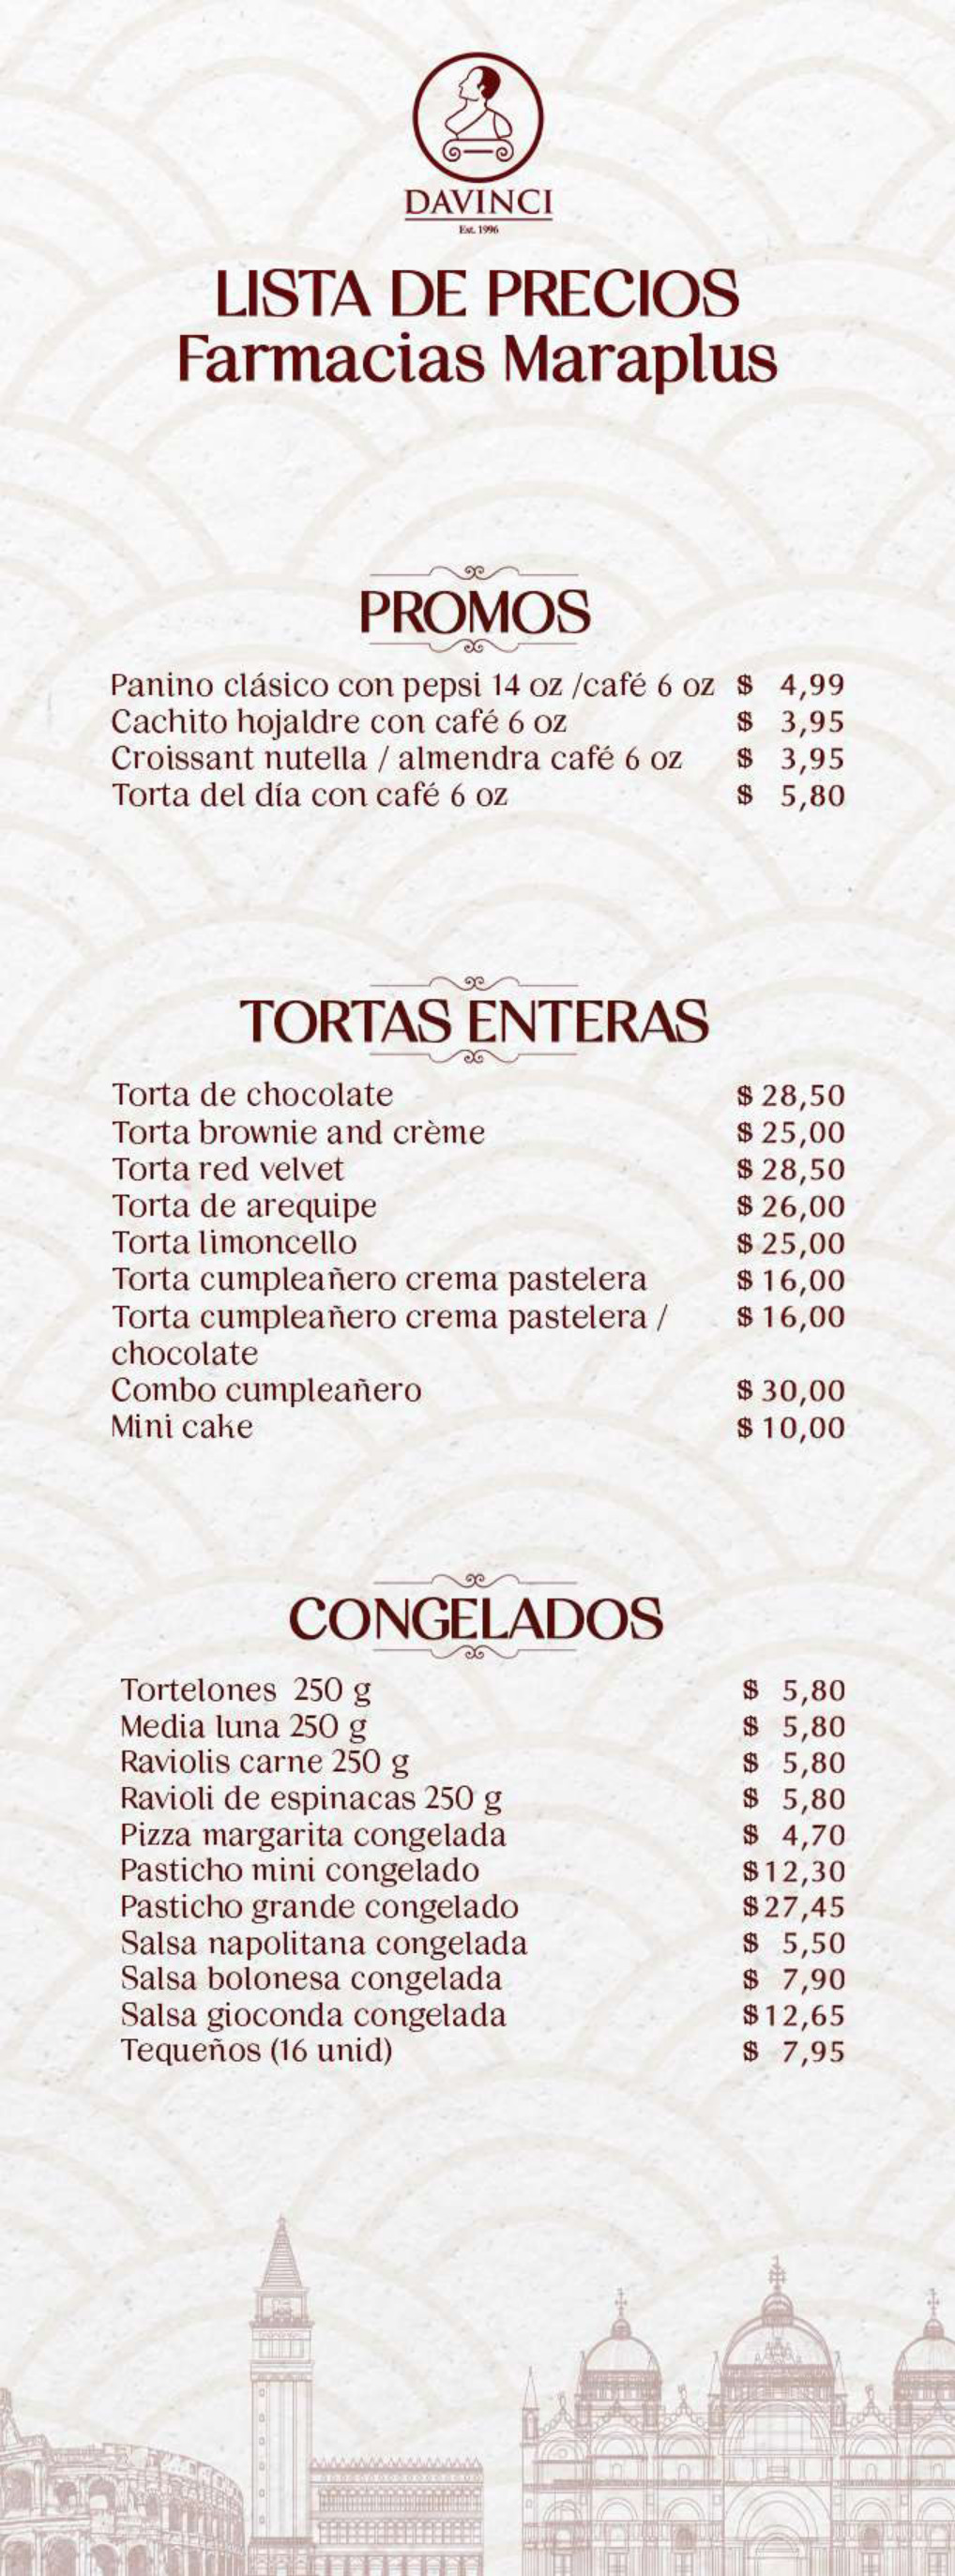 DAVINCI
Est. 1996
LISTA DE PRECIOS
Farmacias Maraplus
PROMOS
Panino clásico con pepsi 14 oz /café 6 oz $ 4,99
Cachito hojaldre con café 6 oz $ 3,95
Croissant nutella / almendra café 6 oz $ 3,95
Torta del día con café 6 oz $ 5,80
TORTAS ENTERAS
Torta de chocolate $ 28,50
Torta brownie and crème $ 25,00
Torta red velvet $ 28,50
Torta de arequipe $ 26,00
Torta limoncello $ 25,00
Torta cumpleañero crema pastelera $ 16,00
Torta cumpleañero crema pastelera / $ 16,00
chocolate
Combo cumpleañero $ 30,00
Mini cake $ 10,00
CONGELADOS
Tortelones 250 g $ 5,80
Media luna 250 g $ 5,80
Raviolis carne 250 g $ 5,80
Ravioli de espinacas 250 g $ 5,80
Pizza margarita congelada $ 4,70
Pasticho mini congelado $12,30
Pasticho grande congelado $27,45
Salsa napolitana congelada $ 5,50
Salsa bolonesa congelada $ 7,90
Salsa gioconda congelada $12,65
Tequeños (16 unid) $ 7,95